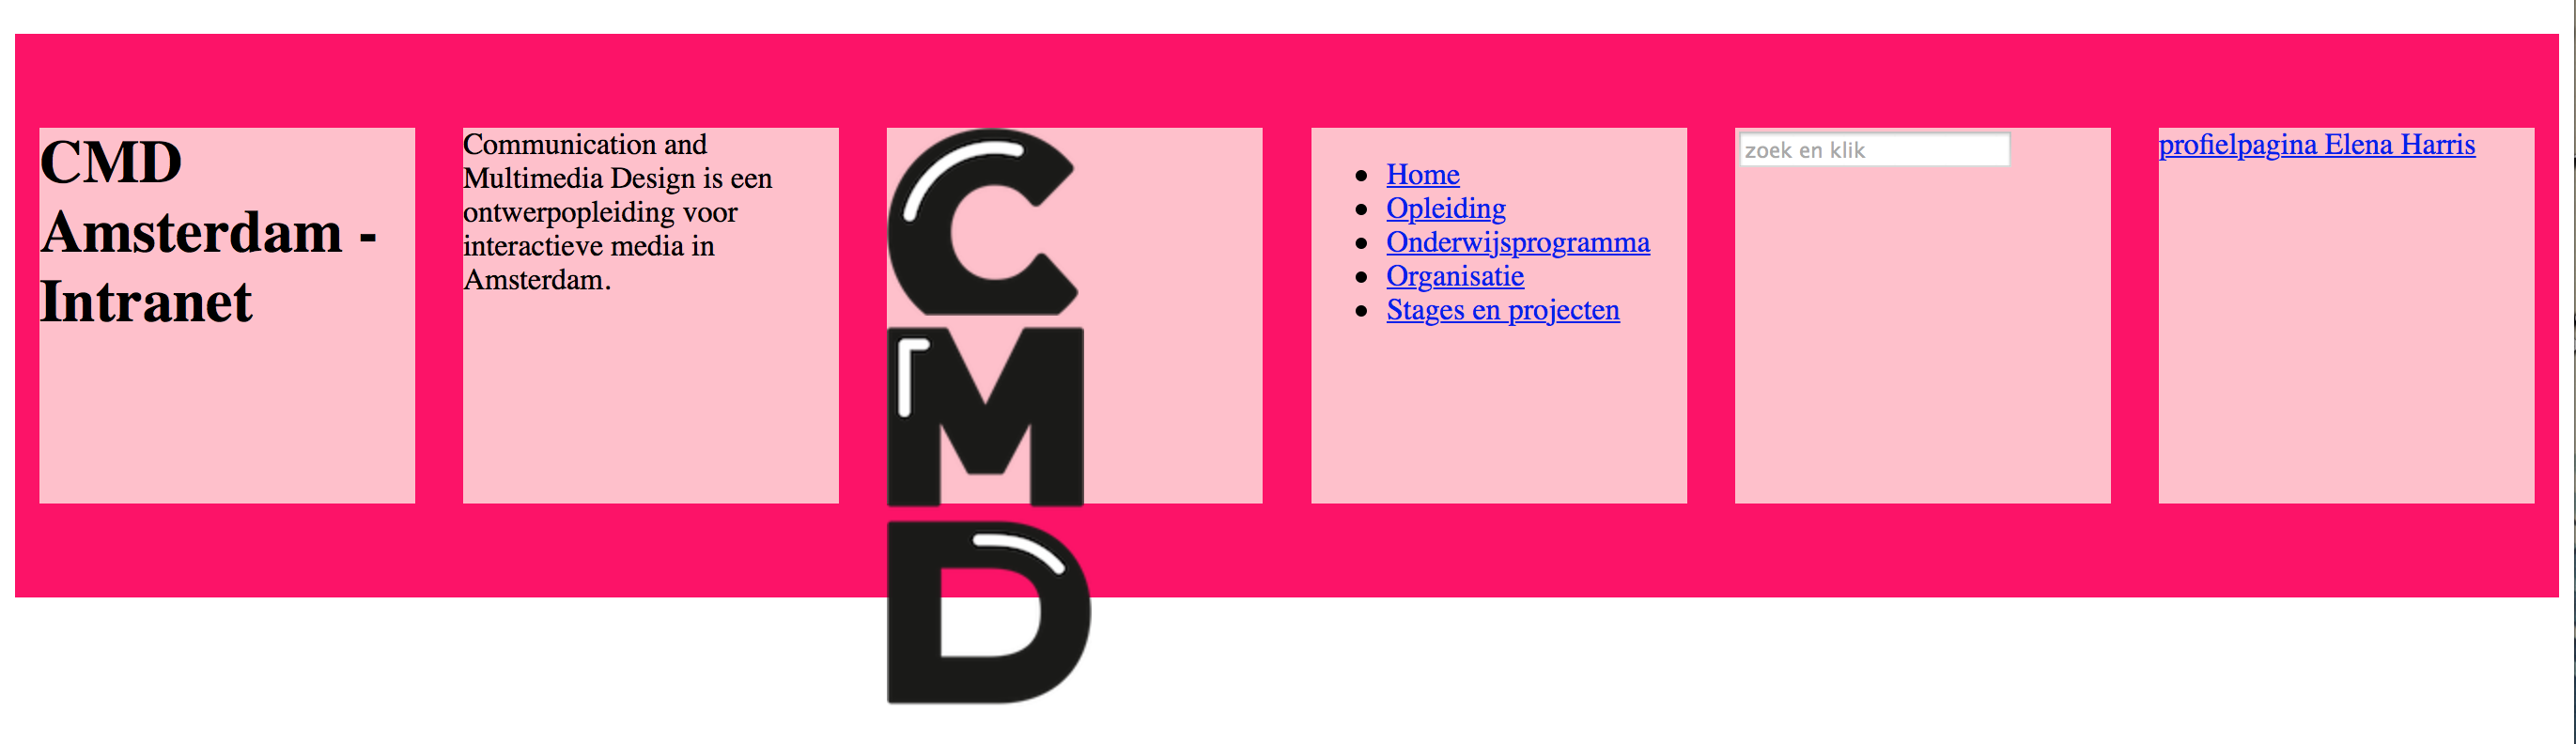 CMD
Amsterdam -
Intranet
Communication and
Multimedia Design is een
ontwerpopleiding voor
interactieve media in
Amsterdam.
C
M
D
Home
Opleiding
Onderwijsprogramma
Organisatie
Stages en projecten
zoek en klik
profielpagina Elena Harris